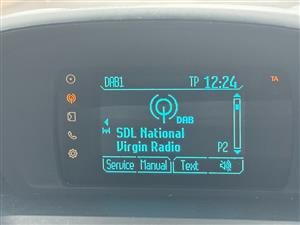 DAB1 TP 12:24 TA
DAB
SDL National
Virgin Radio P2
Service Manual Text